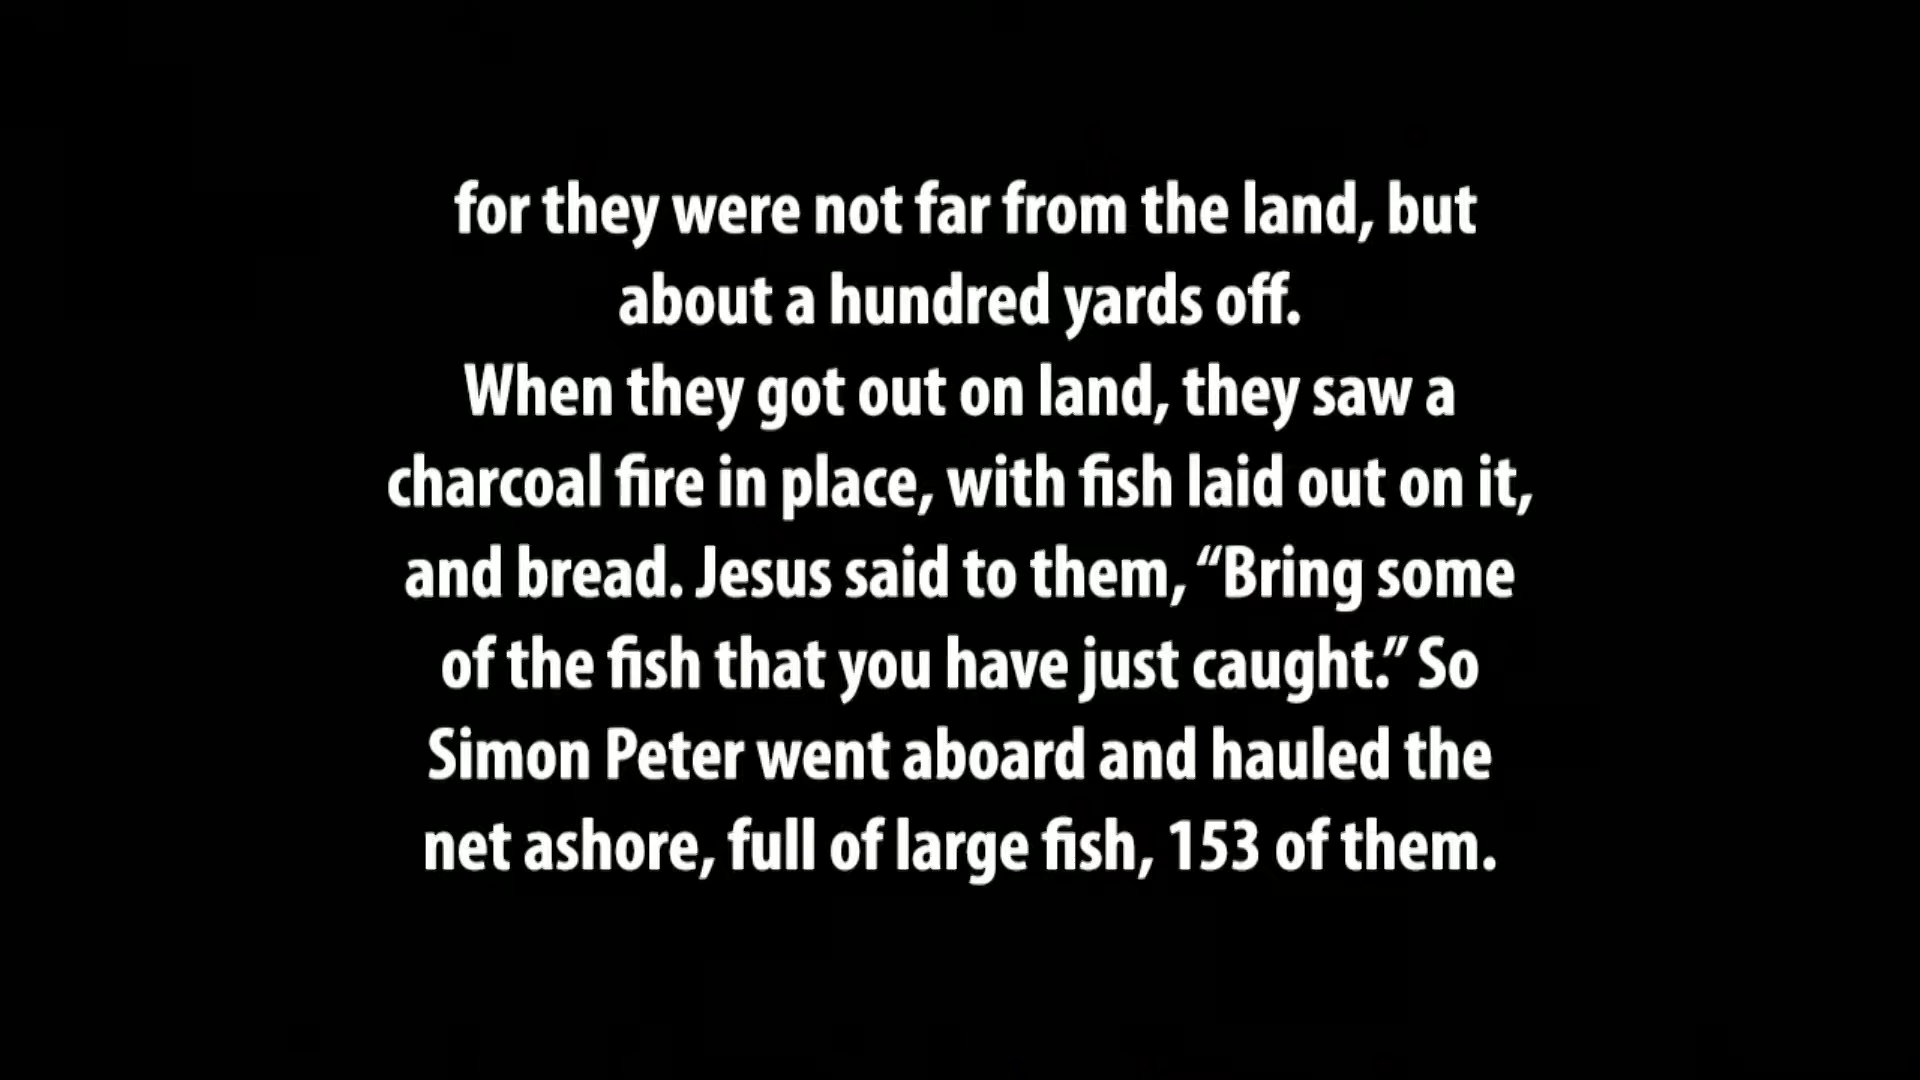 for they were not far from the land, but
about a hundred yards off.
When they got out on land, they saw a
charcoal fire in place, with fish laid out on it,
and bread. Jesus said to them, “Bring some
of the fish that you have just caught.” So
Simon Peter went aboard and hauled the
net ashore, full of large fish, 153 of them.